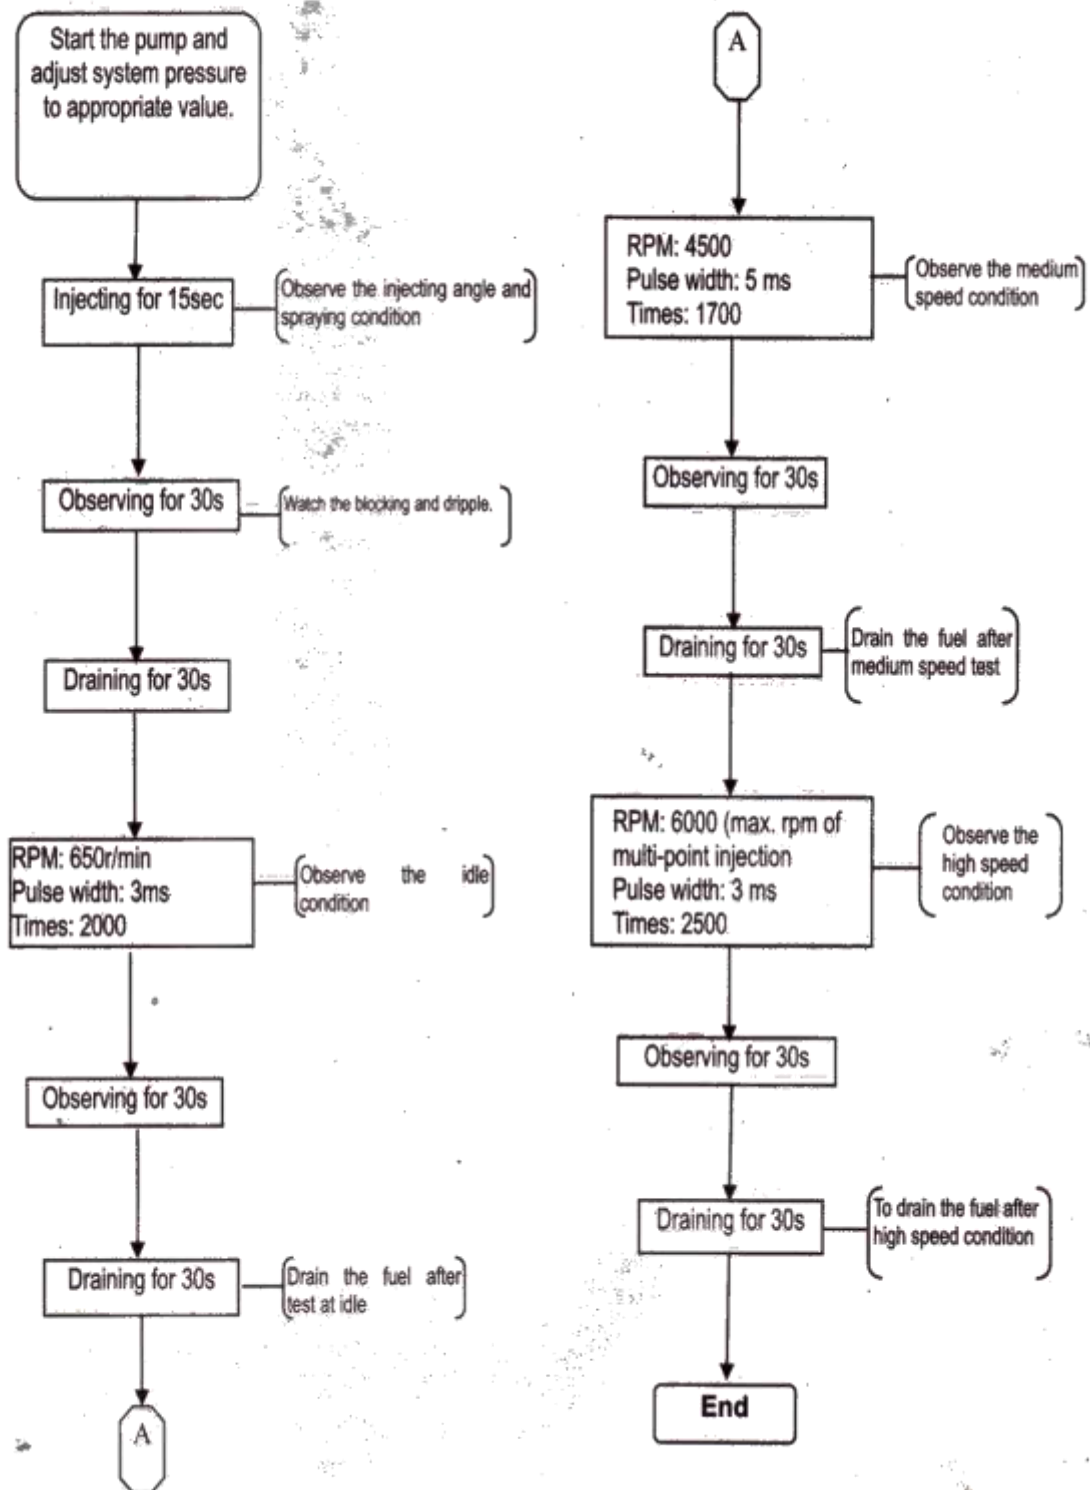 Start the pump and
adjust system pressure
to appropriate value.
Injecting for 15sec
Observe the injecting angle and
spraying condition
Observing for 30s
Watch the blocking and dripple.
Draining for 30s
RPM: 650r/min
Pulse width: 3ms
Times: 2000
Observe the idle
condition
Observing for 30s
Draining for 30s
Drain the fuel after
test at idle
A
A
RPM: 4500
Pulse width: 5 ms
Times: 1700
Observe the medium
speed condition
Observing for 30s
Draining for 30s
Drain the fuel after
medium speed test
RPM: 6000 (max. rpm of
multi-point injection
Pulse width: 3 ms
Times: 2500
Observe the
high speed
condition
Observing for 30s
Draining for 30s
To drain the fuel after
high speed condition
End